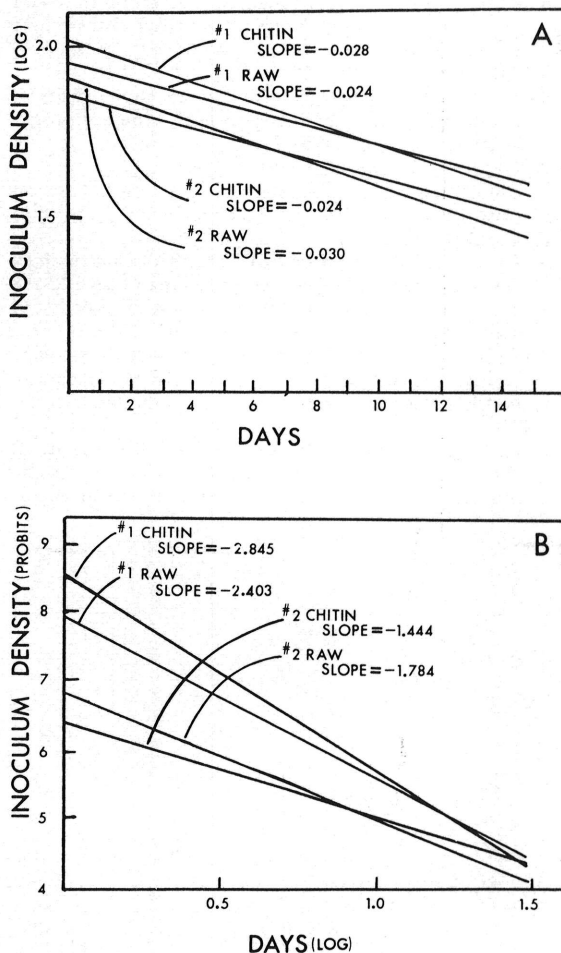 A
INOCULUM DENSITY (LOG)
2.0
1.5
#1 CHITIN
SLOPE=-0.028
#1 RAW
SLOPE=-0.024
#2 CHITIN
SLOPE=-0.024
#2 RAW
SLOPE=-0.030
2 4 6 8 10 12 14
DAYS
B
INOCULUM DENSITY (PROBITS)
9
8
7
6
5
4
#1 CHITIN
SLOPE=-2.845
#1 RAW
SLOPE=-2.403
#2 CHITIN
SLOPE=-1.444
#2 RAW
SLOPE=-1.784
0.5 1.0 1.5
DAYS (LOG)